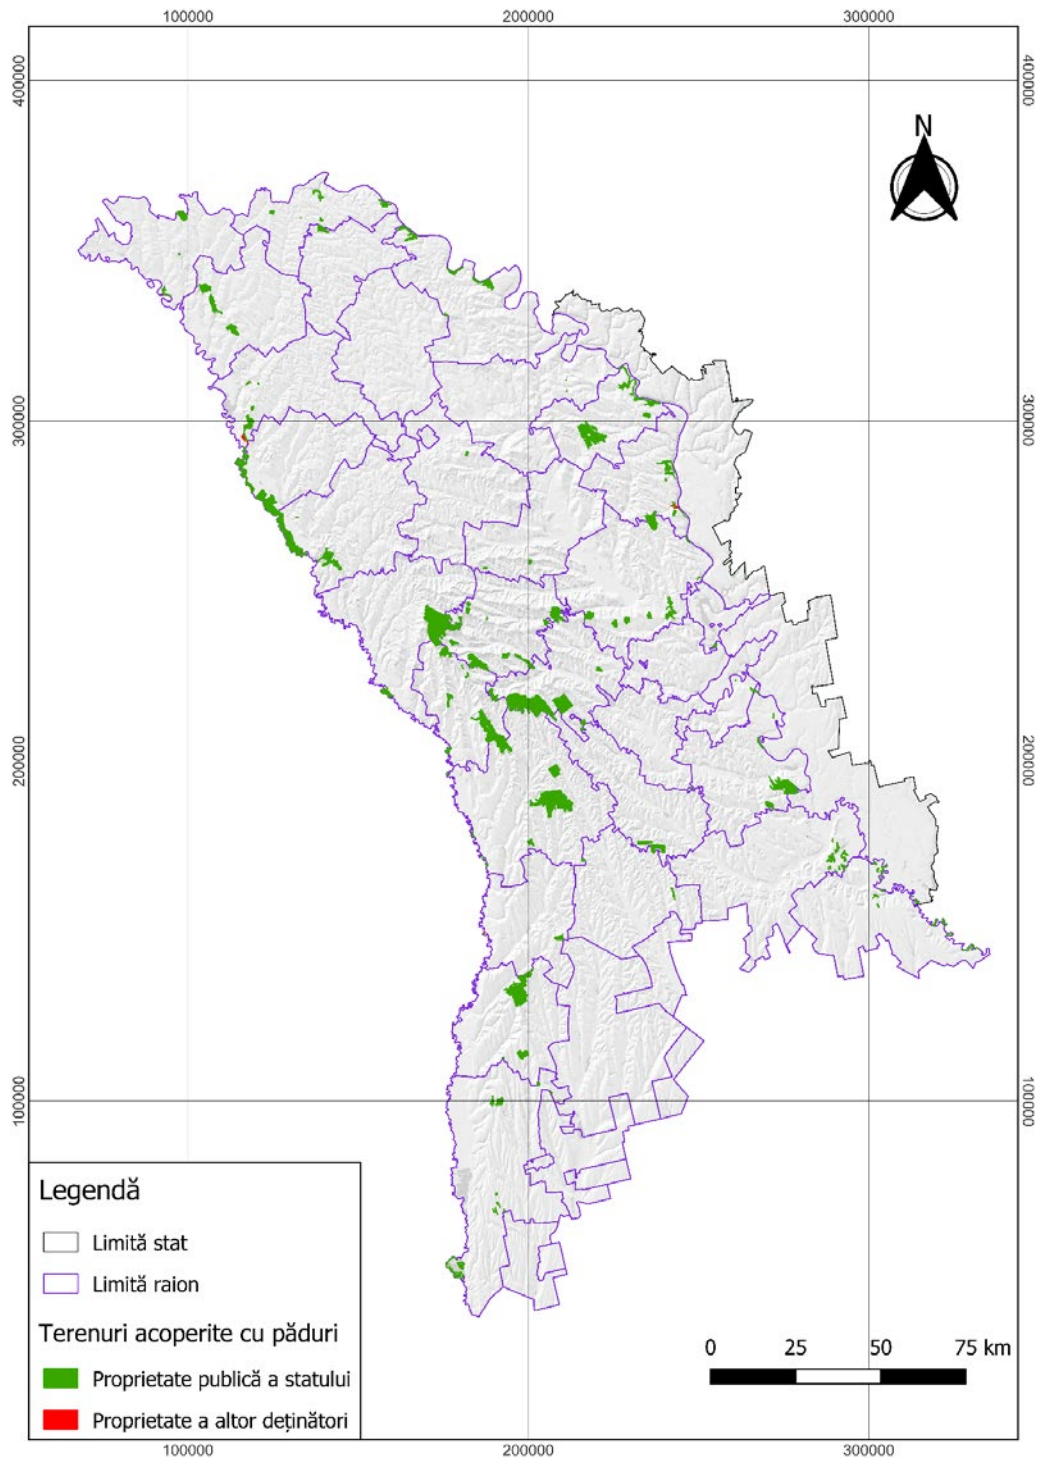 100000 200000 300000
400000 400000
N
300000 300000
200000 200000
100000 100000
Legendă
Limită stat
Limită raion
Terenuri acoperite cu păduri
Proprietate publică a statului
Proprietate a altor deținători
0 25 50 75 km
100000 200000 300000